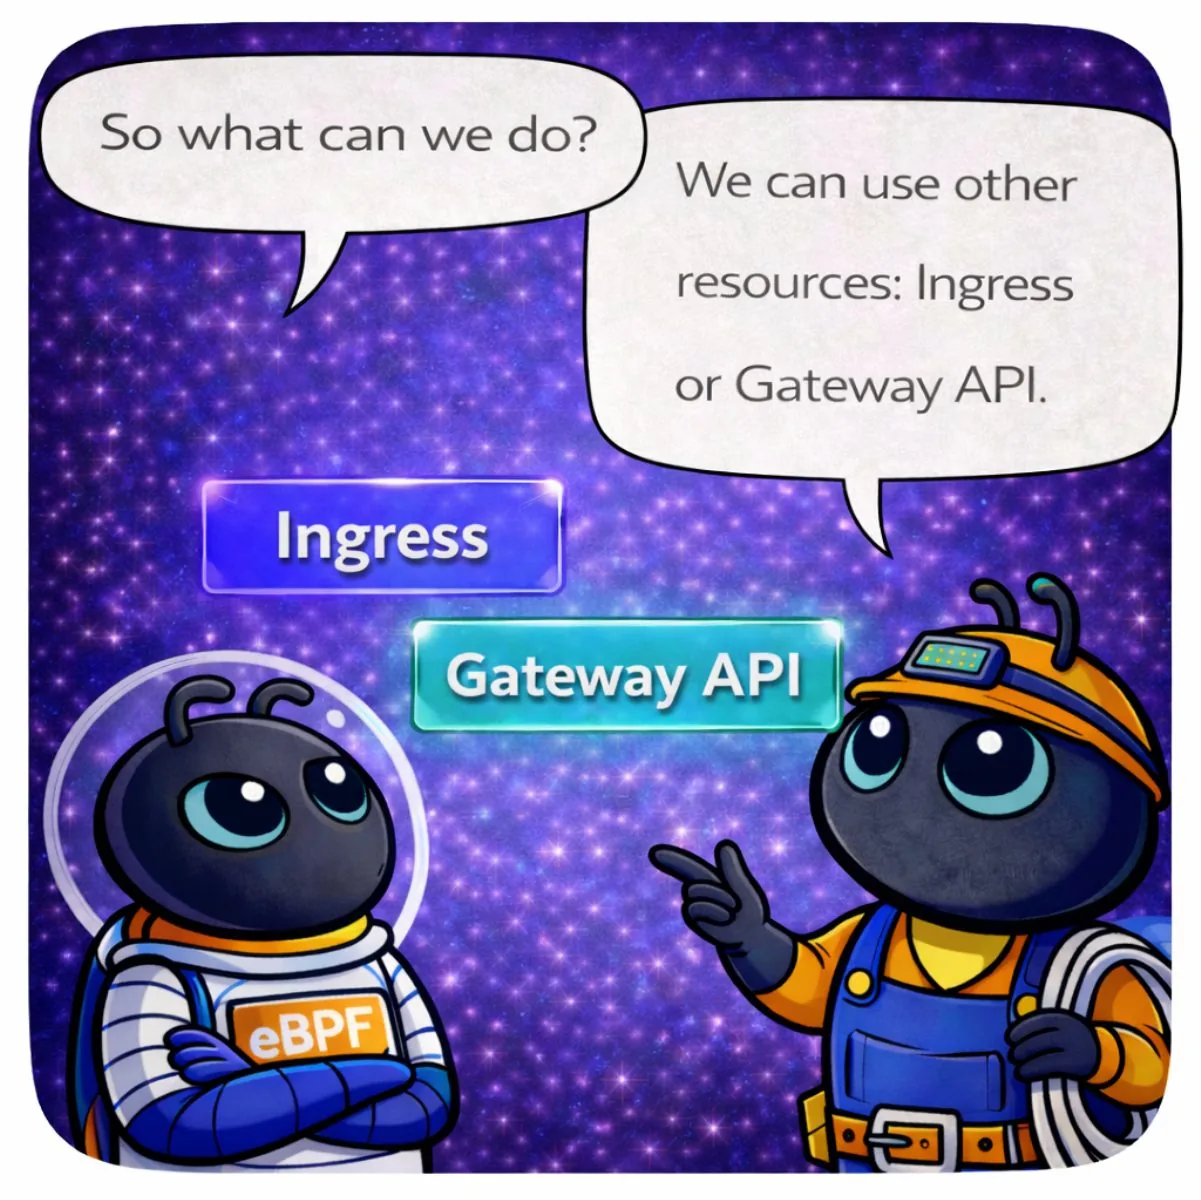 So what can we do?
We can use other
resources: Ingress
or Gateway API.
Ingress
Gateway API
eBPF